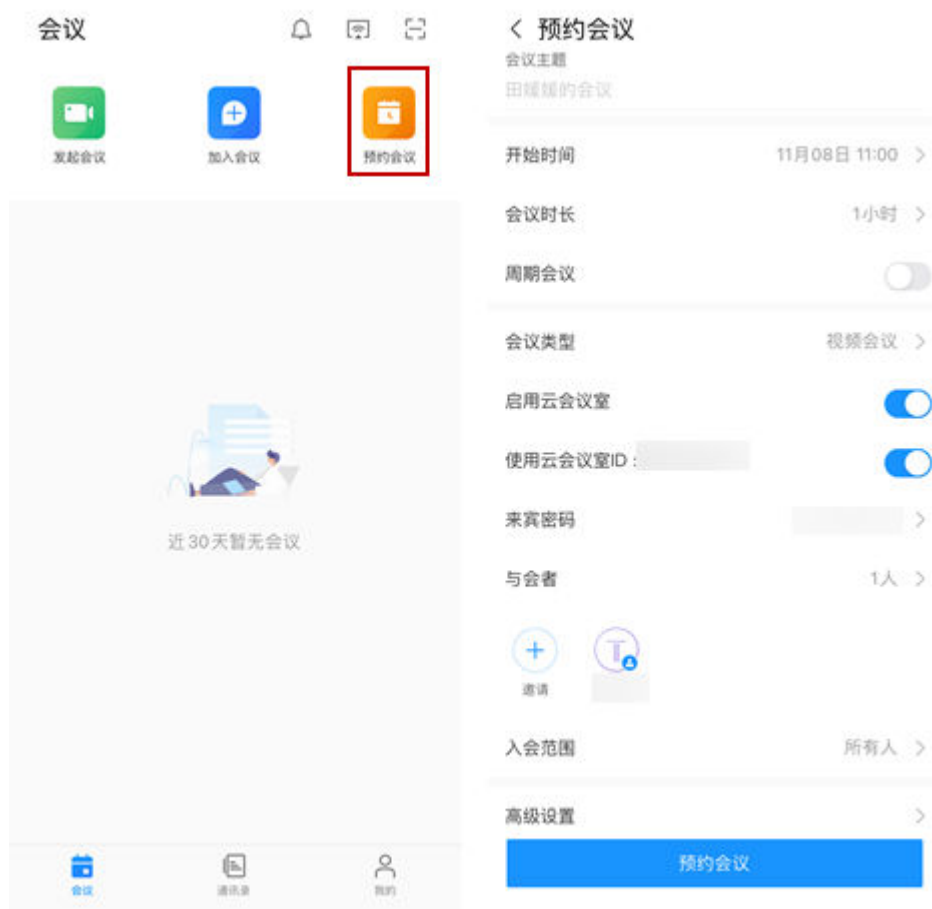 会议
发起会议
加入会议
预约会议
近30天暂无会议
会议
通讯录
我的
预约会议
会议主题
田媛媛的会议
开始时间
11月08日 11:00
会议时长
1小时
周期会议
会议类型
视频会议
启用云会议室
使用云会议室ID：
来宾密码
与会者
1人
T
邀请
入会范围
所有人
高级设置
预约会议